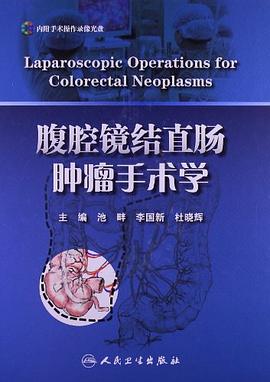 内附手术操作录像光盘
Laparoscopic Operations for
Colorectal Neoplasms
腹腔镜结直肠
肿瘤手术学
主 编 池 畔 李国新 杜晓辉
人民卫生出版社